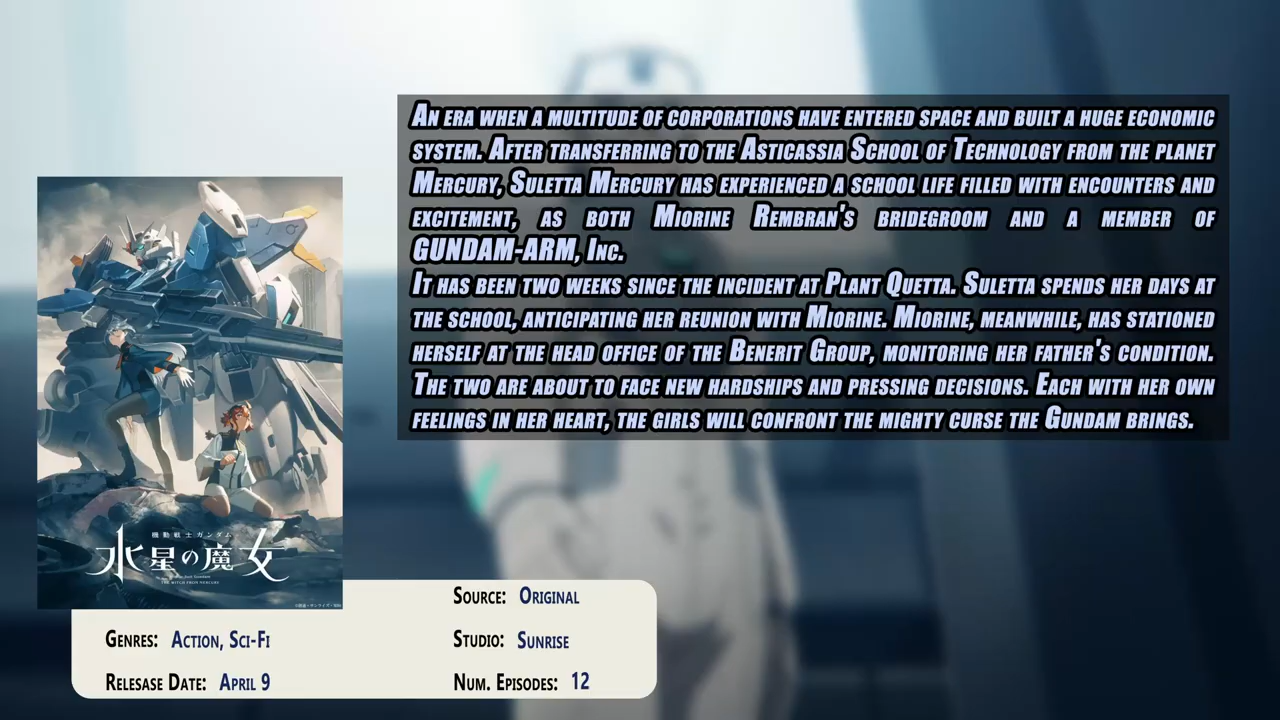 An era when a multitude of corporations have entered space and built a huge economic
system. After transferring to the Asticassia School of Technology from the planet
Mercury, Suletta Mercury has experienced a school life filled with encounters and
excitement, as both Miorine Rembran's bridegroom and a member of
GUNDAM-ARM, Inc.
It has been two weeks since the incident at Plant Quetta. Suletta spends her days at
the school, anticipating her reunion with Miorine. Miorine, meanwhile, has stationed
herself at the head office of the Benerit Group, monitoring her father's condition.
The two are about to face new hardships and pressing decisions. Each with her own
feelings in her heart, the girls will confront the mighty curse the Gundam brings.
機動戦士ガンダム
水星の魔女
THE WITCH FROM MERCURY
Source: Original
Genres: Action, Sci-Fi
Studio: Sunrise
Relesase Date: April 9
Num. Episodes: 12